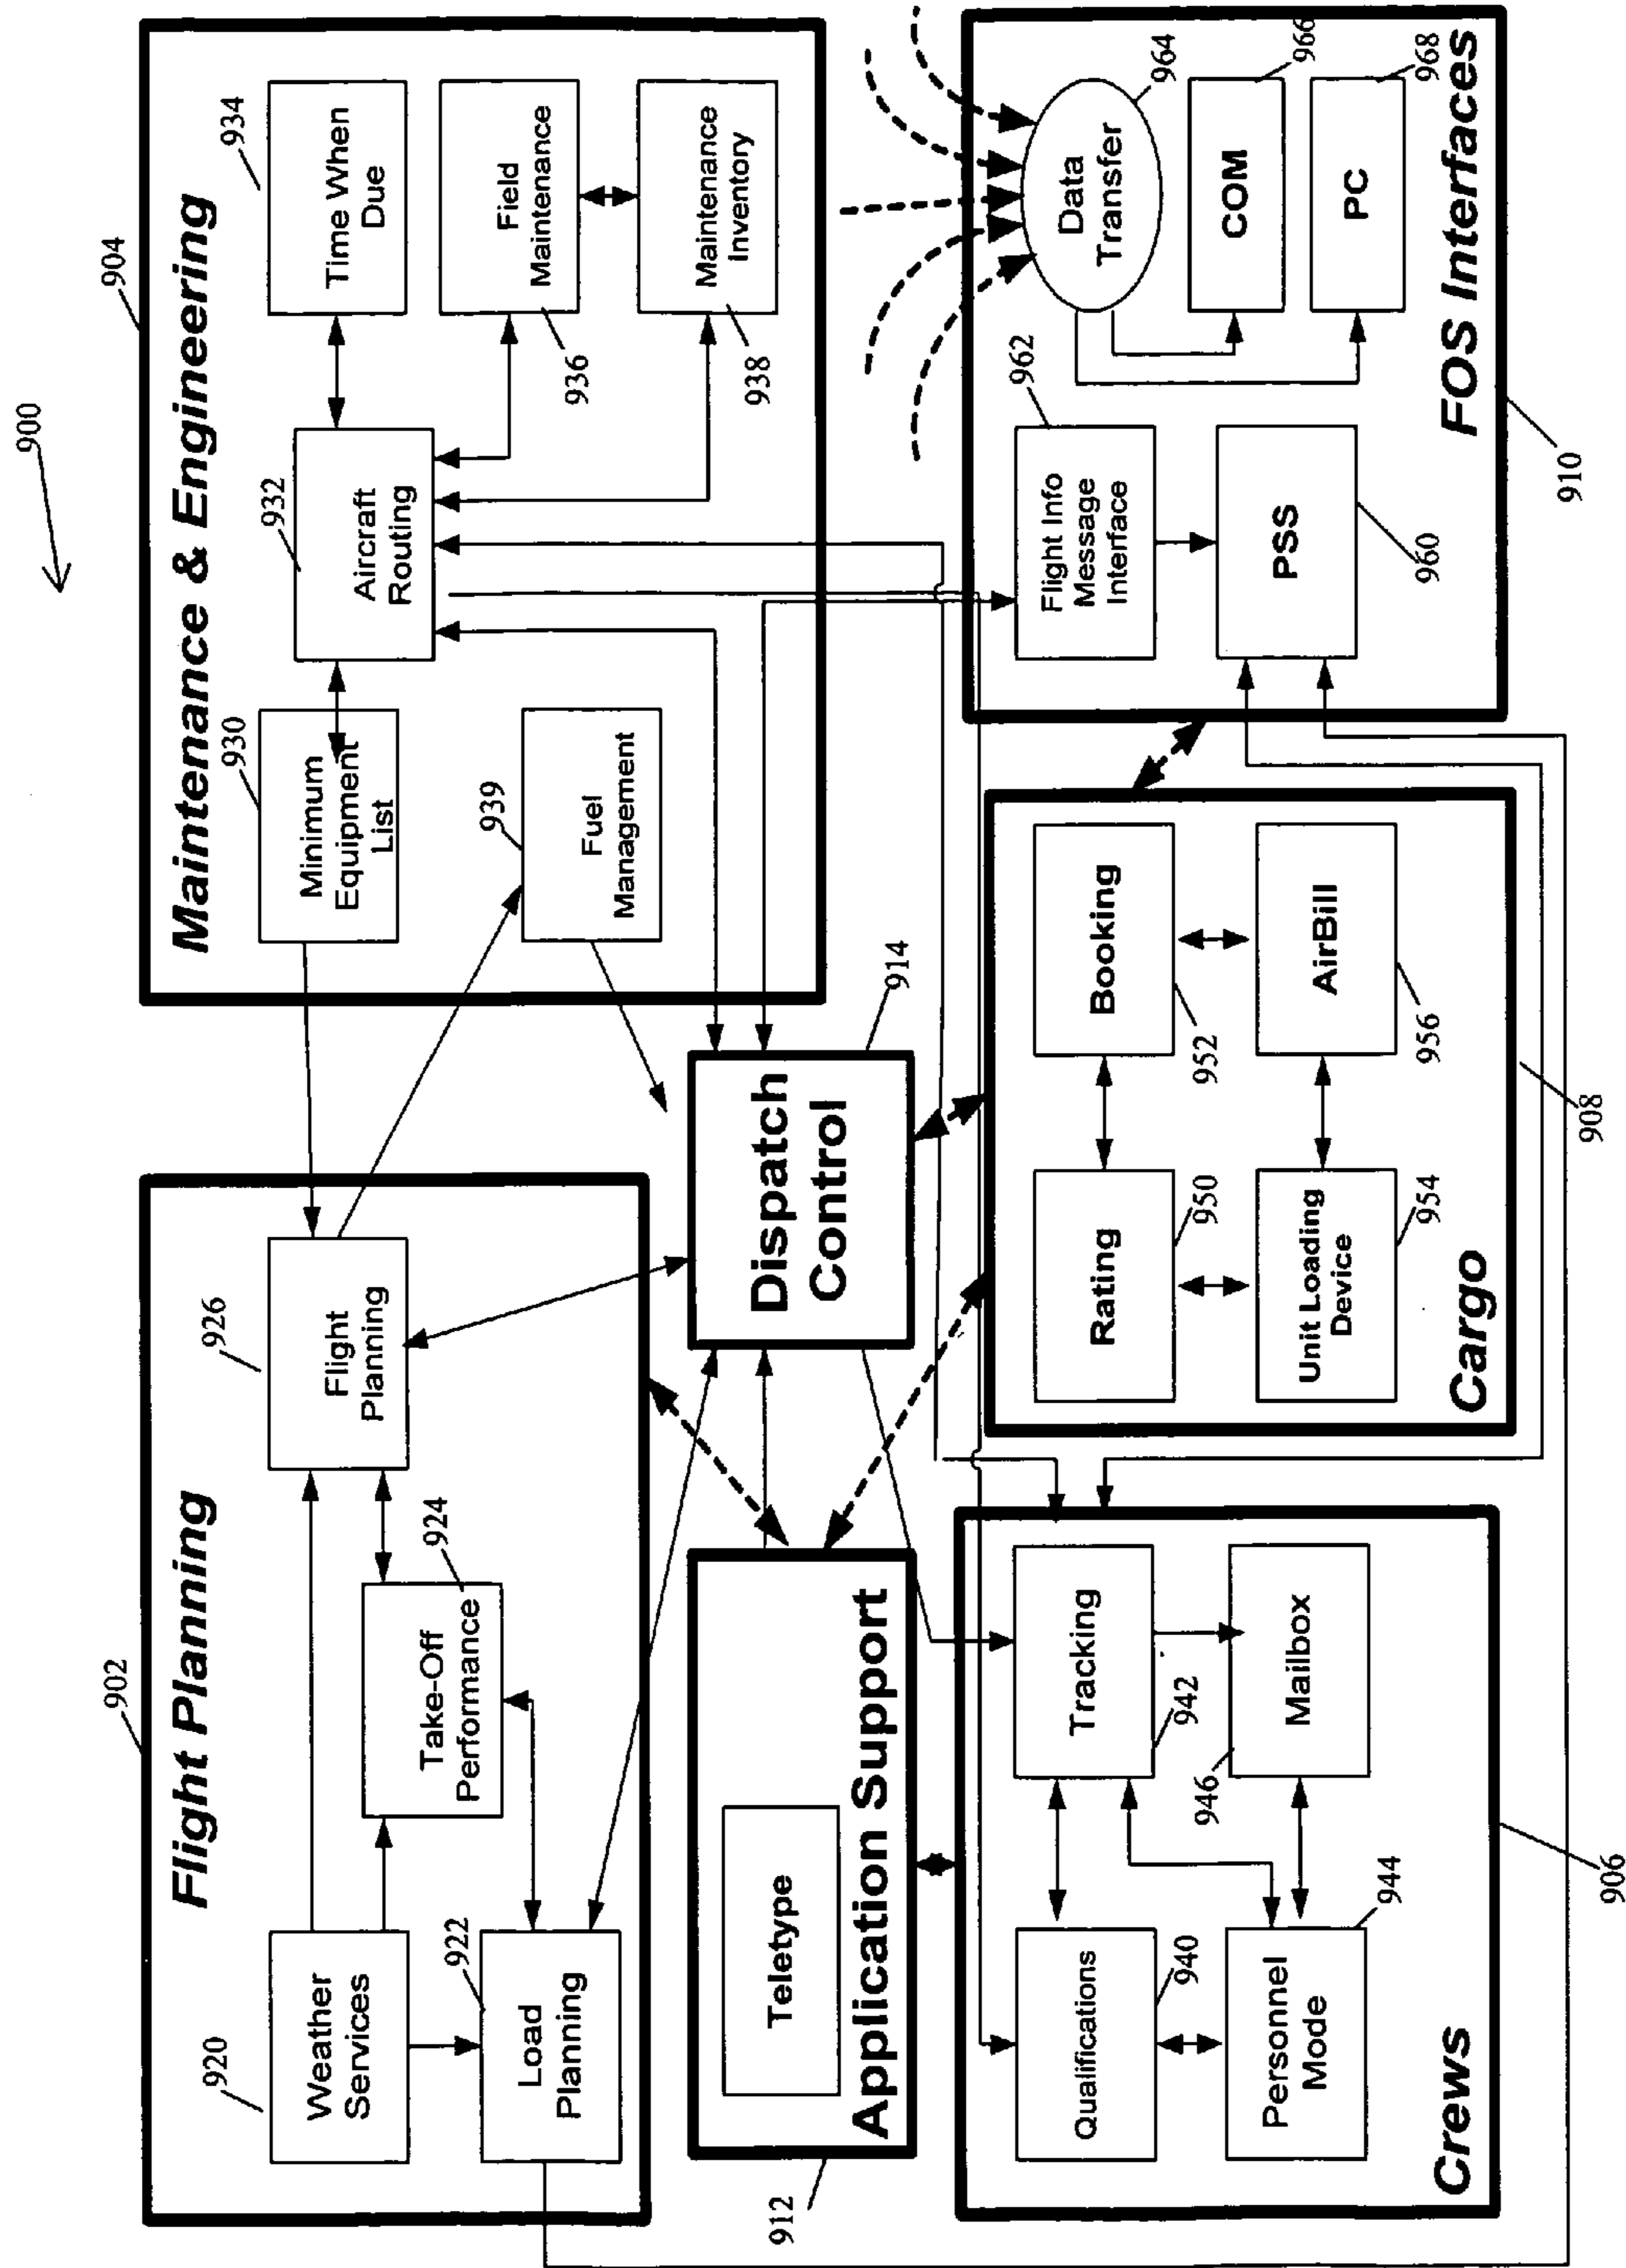 900
902
Flight Planning
920
Weather
Services
922
Load
Planning
924
Take-Off
Performance
926
Flight
Planning
904
Maintenance & Engineering
930
Minimum
Equipment
List
932
Aircraft
Routing
934
Time When
Due
Field
Maintenance
936
Maintenance
Inventory
938
939
Fuel
Management
912
Teletype
Application Support
914
Dispatch
Control
Qualifications
940
Tracking
942
Personnel
Mode
944
946
Mailbox
Crews
906
Rating
950
Booking
952
Unit Loading
Device
954
AirBill
956
Cargo
908
962
Flight Info
Message
Interface
PSS
960
Data
Transfer
964
COM
966
PC
968
FOS Interfaces
910